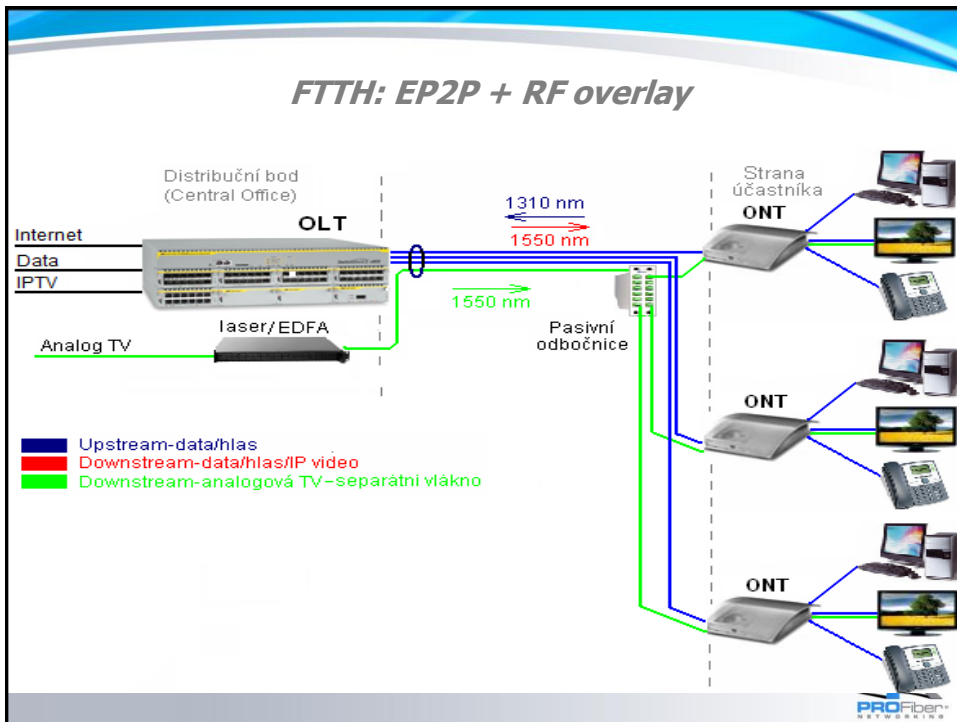 FTTH: EP2P + RF overlay
Distribuční bod
(Central Office)
OLT
Internet
Data
IPTV
laser/EDFA
Analog TV
1310 nm
1550 nm
1550 nm
Pasivní
odbočnice
Strana
účastníka
ONT
ONT
ONT
Upstream-data/hlas
Downstream-data/hlas/IP video
Downstream-analogová TV-separátni vlákno
PROFiber
NETWORKING